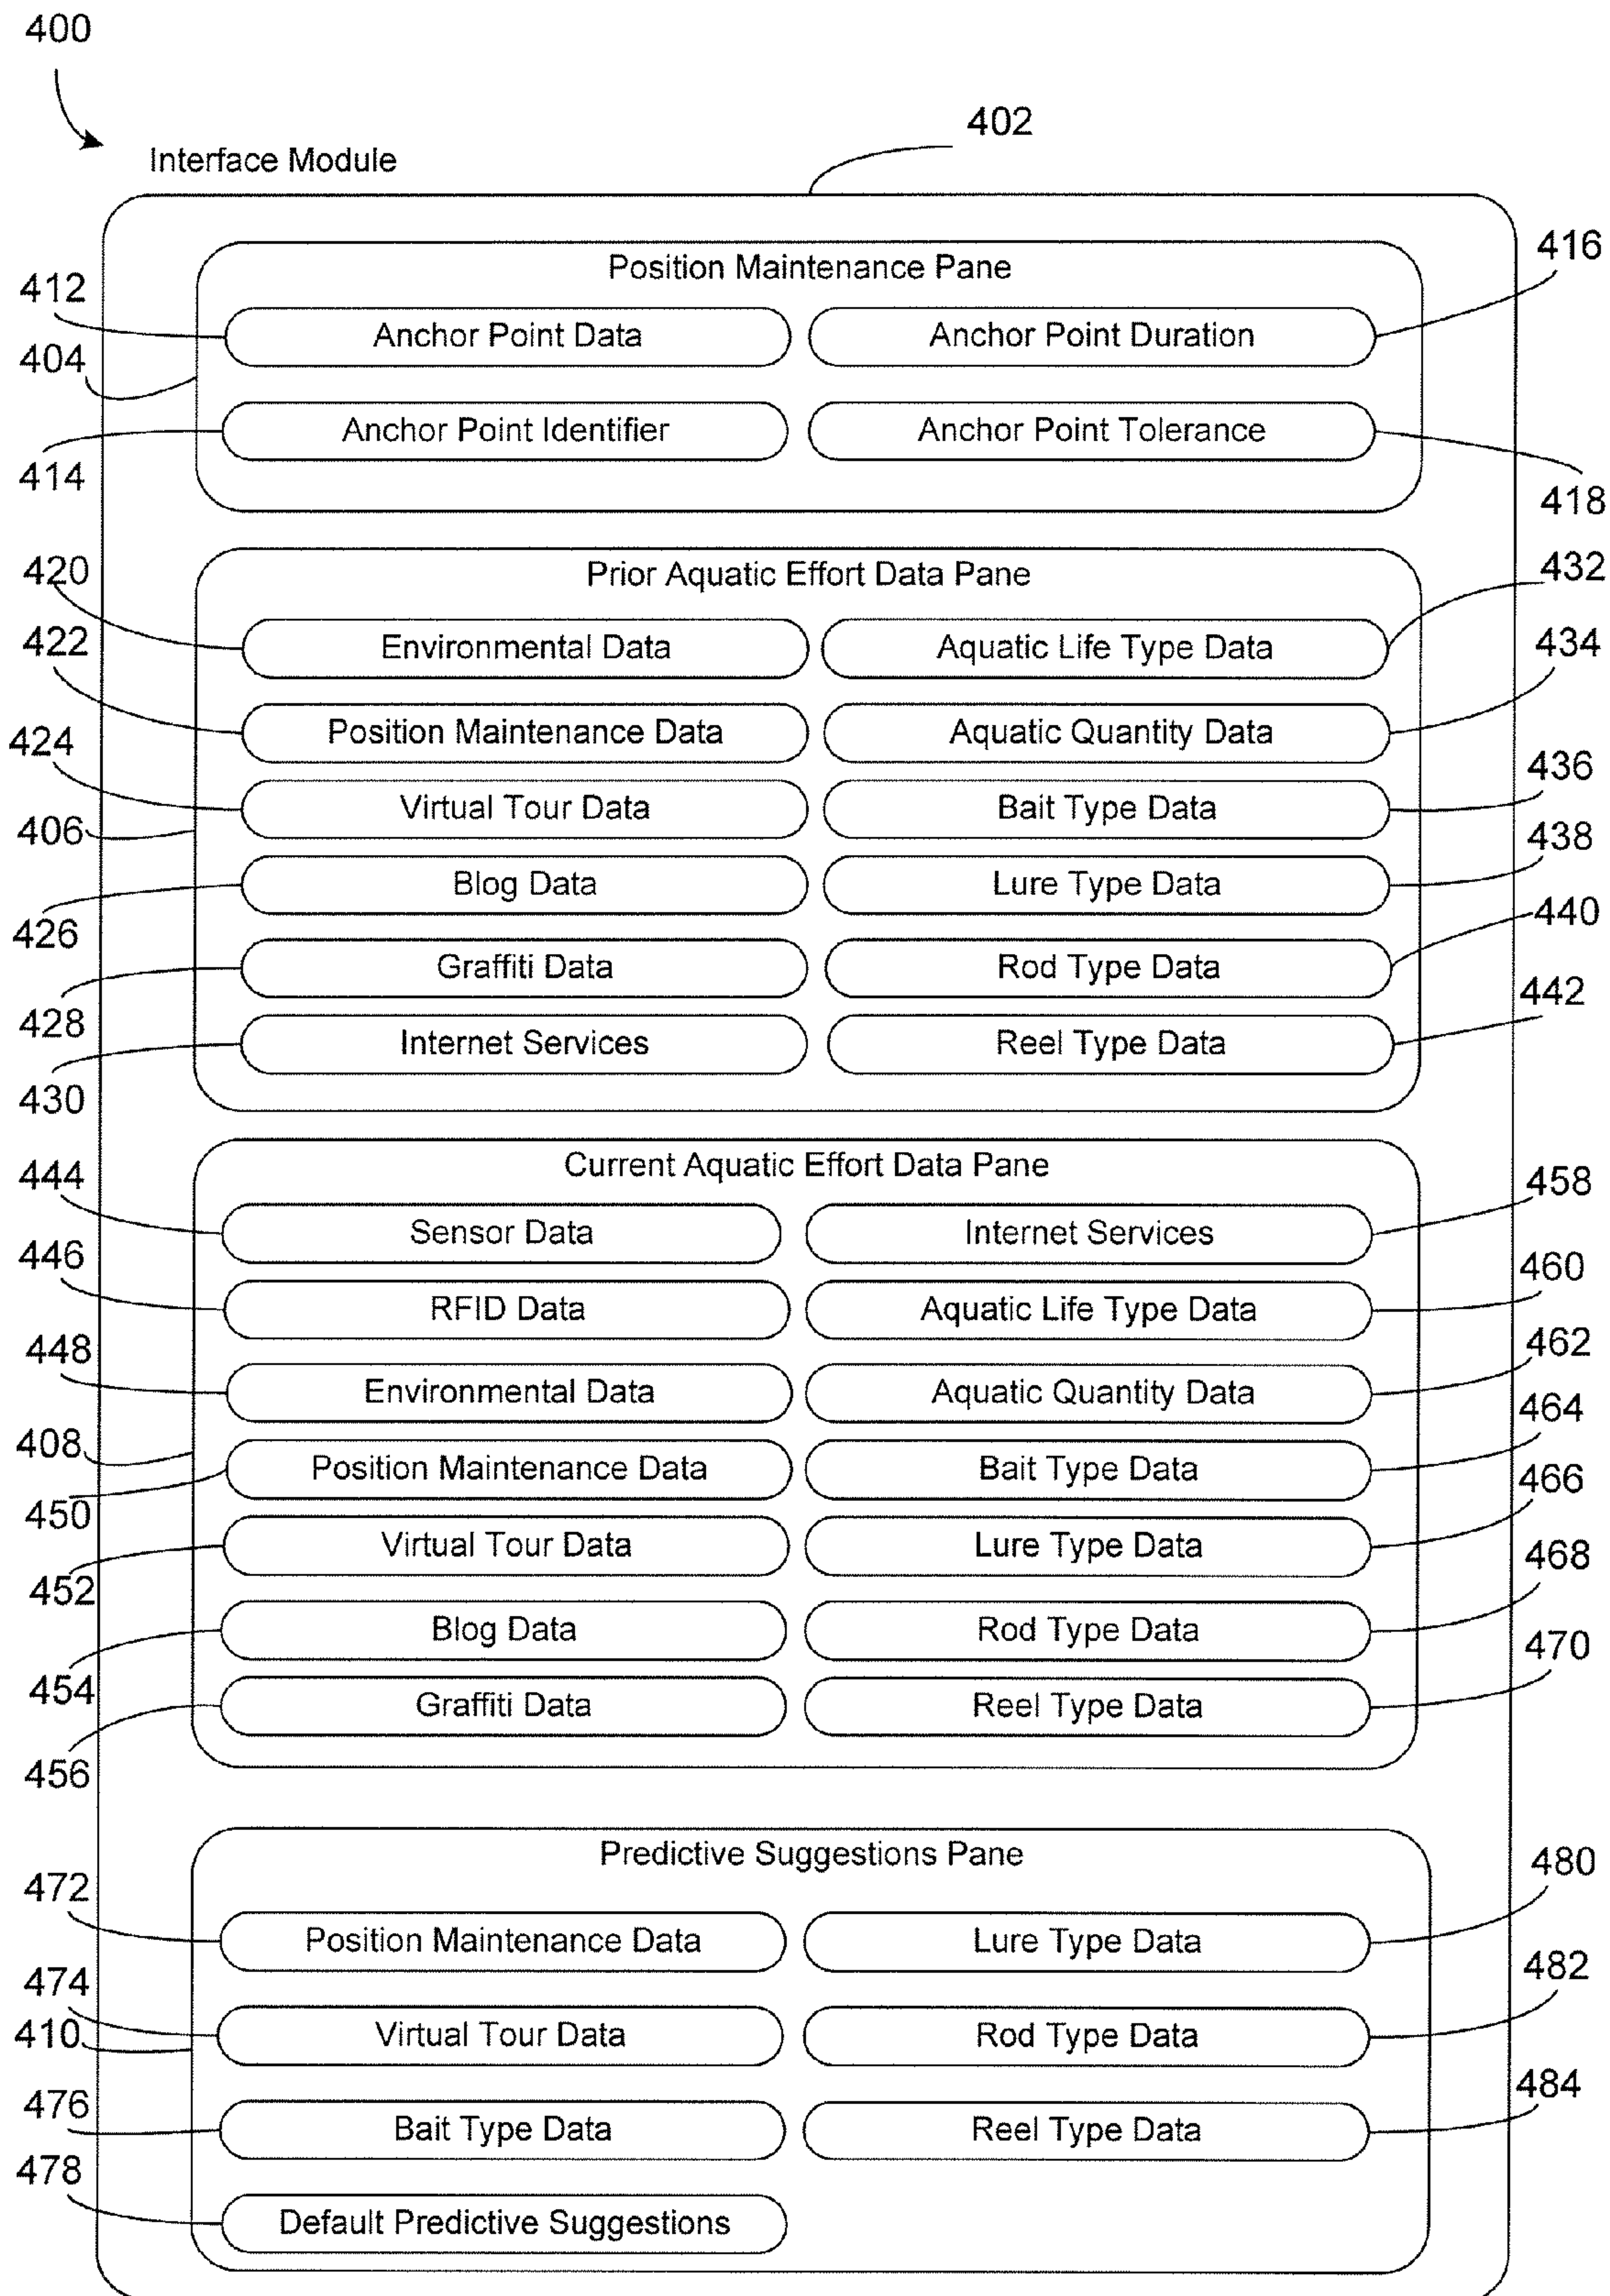 400
402
Interface Module
Position Maintenance Pane
416
412
Anchor Point Data
Anchor Point Duration
404
Anchor Point Identifier
Anchor Point Tolerance
414
418
Prior Aquatic Effort Data Pane
420
432
Environmental Data
Aquatic Life Type Data
422
434
Position Maintenance Data
Aquatic Quantity Data
424
436
Virtual Tour Data
Bait Type Data
406
438
Blog Data
Lure Type Data
426
440
Graffiti Data
Rod Type Data
428
442
Internet Services
Reel Type Data
430
Current Aquatic Effort Data Pane
444
458
Sensor Data
Internet Services
446
460
RFID Data
Aquatic Life Type Data
448
462
Environmental Data
Aquatic Quantity Data
408
464
Position Maintenance Data
Bait Type Data
450
466
Virtual Tour Data
Lure Type Data
452
468
Blog Data
Rod Type Data
454
470
Graffiti Data
Reel Type Data
456
Predictive Suggestions Pane
472
480
Position Maintenance Data
Lure Type Data
474
482
Virtual Tour Data
Rod Type Data
410
476
484
Bait Type Data
Reel Type Data
478
Default Predictive Suggestions